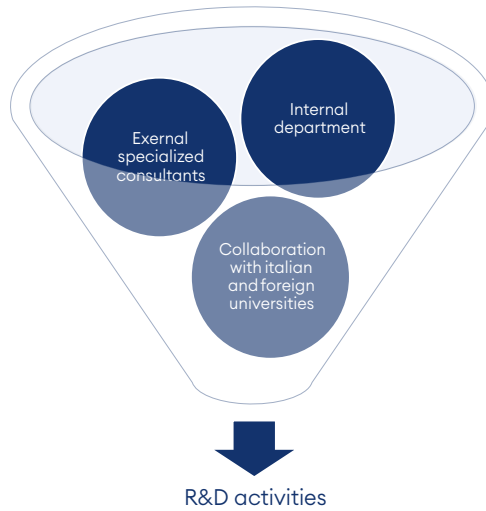 Internal
department
Exernal
specialized
consultants
Collaboration
with italian
and foreign
universities
R&D activities